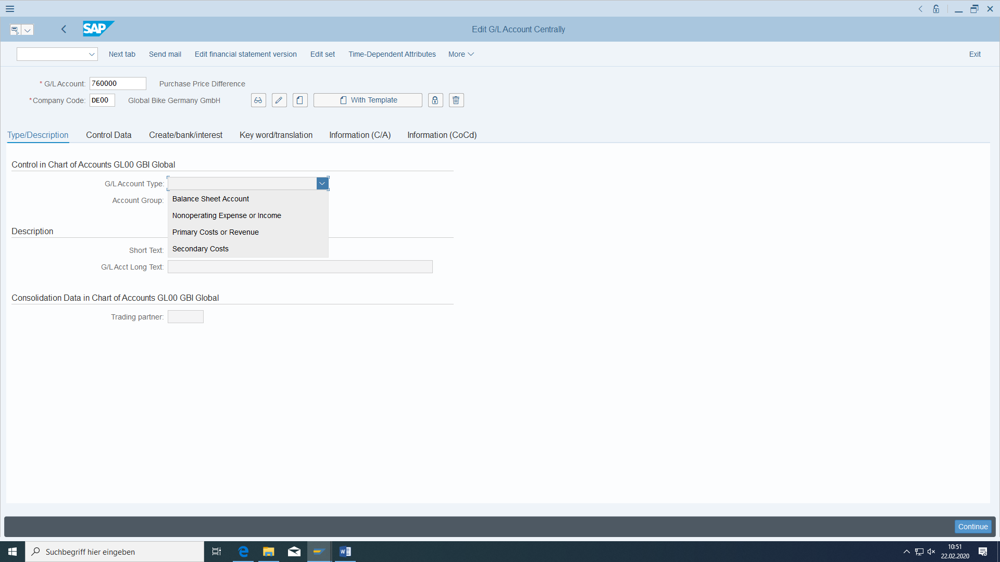 SAP
Edit G/L Account Centrally
Next tab Send mail Edit financial statement version Edit set Time-Dependent Attributes More Exit
* G/L Account: 760000 Purchase Price Difference
* Company Code: DE00 Global Bike Germany GmbH With Template
Type/Description Control Data Create/bank/interest Key word/translation Information (C/A) Information (CoCd)
Control in Chart of Accounts GL00 GBI Global
G/L Account Type:
Account Group: Balance Sheet Account
Nonoperating Expense or Income
Description Primary Costs or Revenue
Short Text: Secondary Costs
G/L Acct Long Text:
Consolidation Data in Chart of Accounts GL00 GBI Global
Trading partner:
Continue
Suchbegriff hier eingeben
10:51
22.02.2020